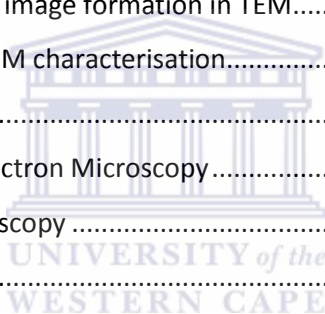 image formation in TEM.....
M characterisation.............
......................................
ctron Microscopy ................
scopy ..................................
UNIVERSITY of the
......................................
WESTERN CAPE